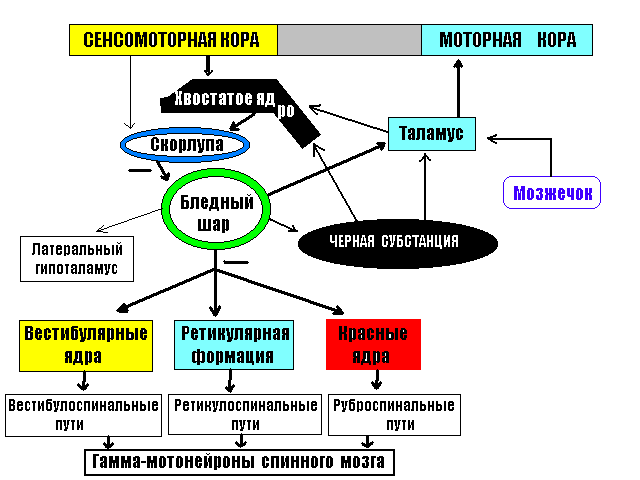 СЕНСОМОТОРНАЯ КОРА
МОТОРНАЯ КОРА
Хвостатое ядро
Таламус
Скорлупа
Мозжечок
Бледный
шар
ЧЕРНАЯ СУБСТАНЦИЯ
Латеральный
гипоталамус
Вестибулярные
ядра
Ретикулярная
формация
Красные
ядра
Вестибулоспинальные
пути
Ретикулоспинальные
пути
Руброспинальные
пути
Гамма-мотонейроны спинного мозга